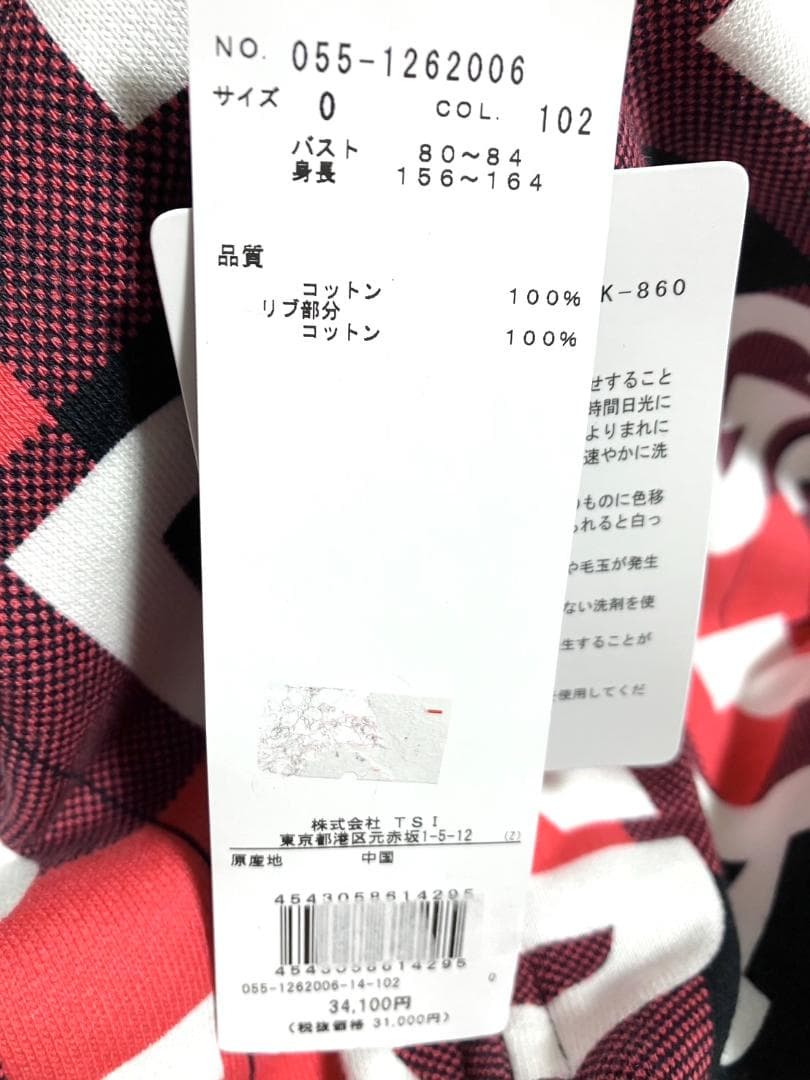 NO. 055-1262006
サイズ 0 COL. 102
バスト 80～84
身長 156～164
品質
コットン 100%
リブ部分
コットン 100%
株式会社 TSI
東京都港区元赤坂1-5-12 (Z)
原産地 中国
4543058614295
4543058614295
055-1262006-14-102 0
34,100円
(税抜価格 31,000円)
K-860
せすること
時間日光に
よりまれに
速やかに洗
のものに色移
られると白っ
や毛玉が発生
ない洗剤を使
生することが
使用してくだ